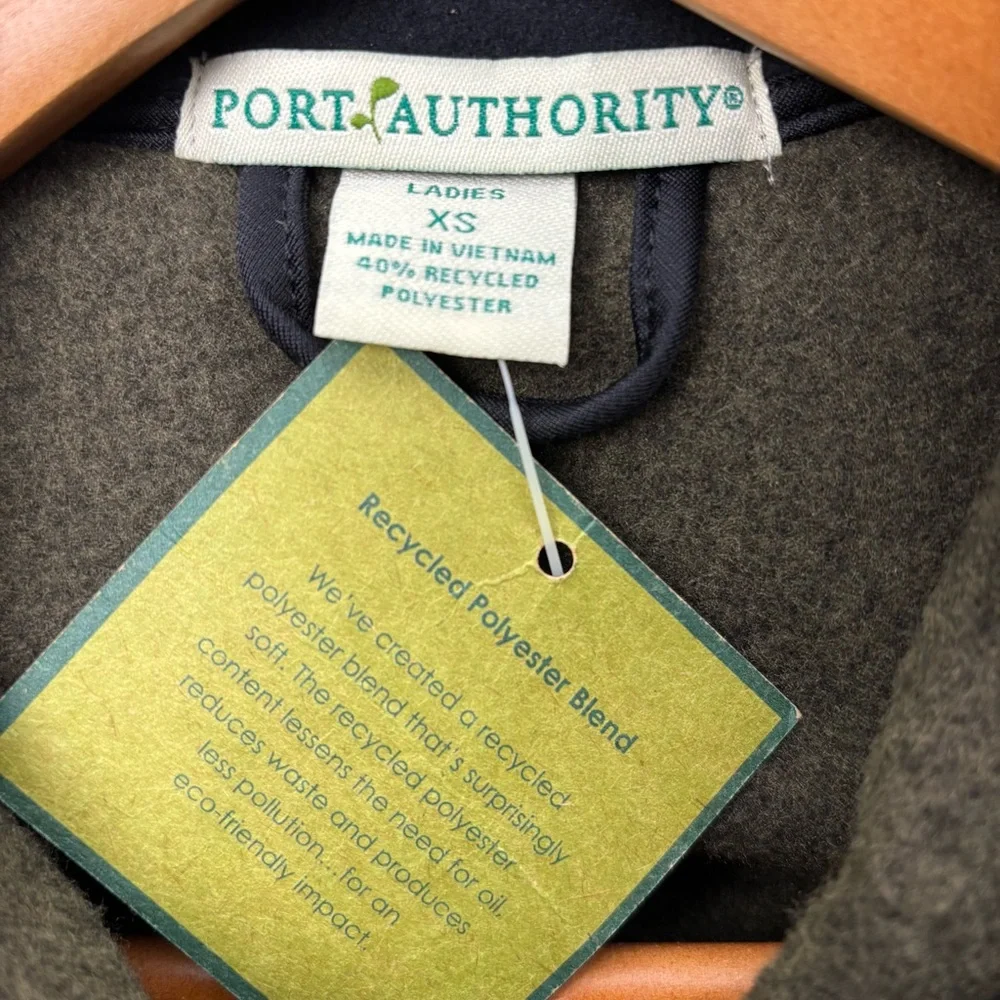 PORT AUTHORITY®
LADIES
XS
MADE IN VIETNAM
40% RECYCLED
POLYESTER
Recycled Polyester Blend
We've created a recycled
polyester blend that's surprisingly
soft. The recycled polyester
content lessens the need for oil,
reduces waste and produces
less pollution...for an
eco-friendly impact.